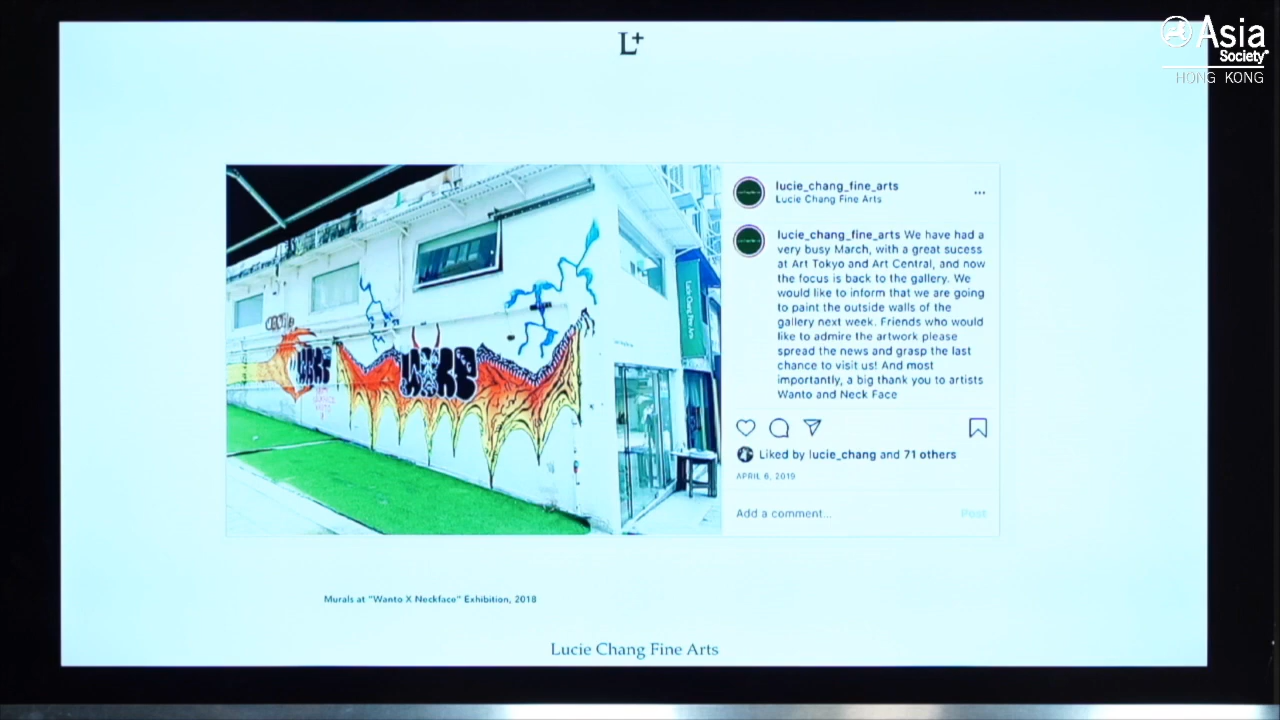 L+
Asia
Society
HONG KONG
lucie_chang_fine_arts
Lucie Chang Fine Arts
lucie_chang_fine_arts We have had a
very busy March, with a great sucess
at Art Tokyo and Art Central, and now
the focus is back to the gallery. We
would like to inform that we are going
to paint the outside walls of the
gallery next week. Friends who would
like to admire the artwork please
spread the news and grasp the last
chance to visit us! And most
importantly, a big thank you to artists
Wanto and Neck Face
Liked by lucie_chang and 71 others
APRIL 6, 2019
Add a comment...
Post
Lucie Chang Fine Arts
Murals at "Wanto X Neckface" Exhibition, 2018
Lucie Chang Fine Arts